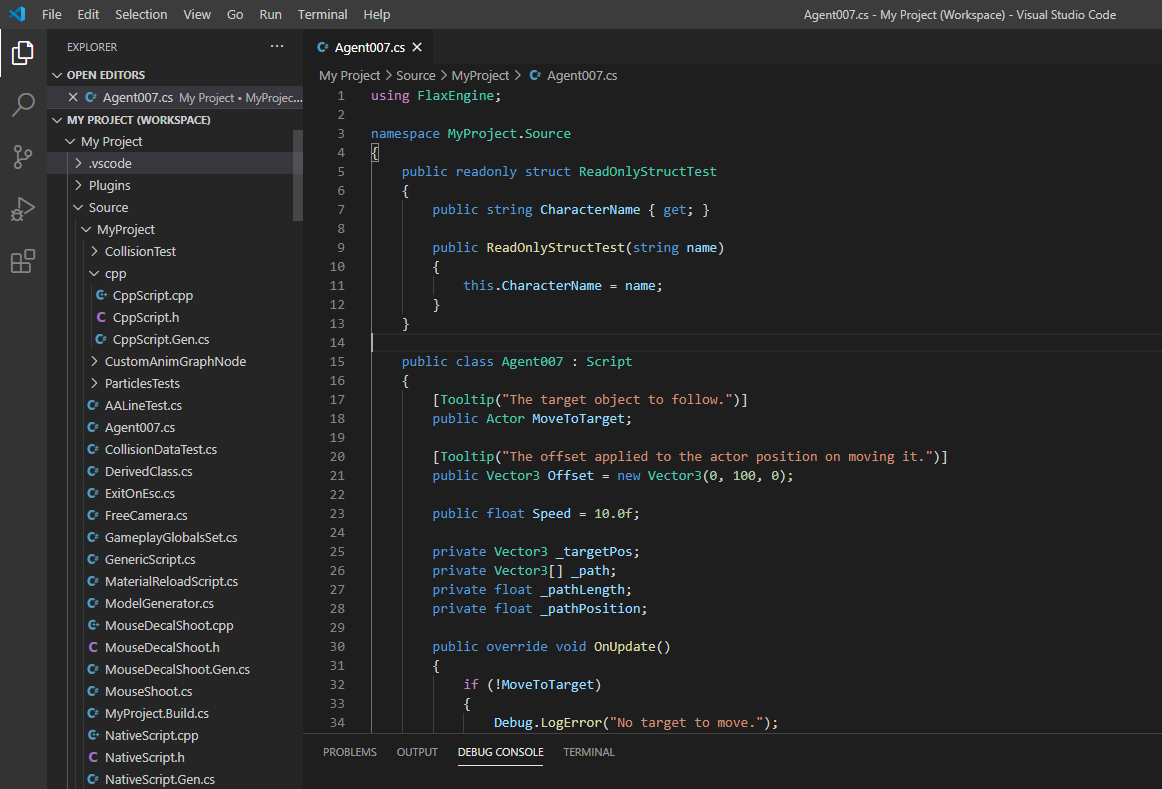 File Edit Selection View Go Run Terminal Help Agent007.cs - My Project (Workspace) - Visual Studio Code
EXPLORER ···
OPEN EDITORS
Agent007.cs My Project • MyProjec...
MY PROJECT (WORKSPACE)
My Project
.vscode
Plugins
Source
MyProject
CollisionTest
cpp
CppScript.cpp
CppScript.h
CppScript.Gen.cs
CustomAnimGraphNode
ParticlesTests
AALineTest.cs
Agent007.cs
CollisionDataTest.cs
DerivedClass.cs
ExitOnEsc.cs
FreeCamera.cs
GameplayGlobalsSet.cs
GenericScript.cs
MaterialReloadScript.cs
ModelGenerator.cs
MouseDecalShoot.cpp
MouseDecalShoot.h
MouseDecalShoot.Gen.cs
MouseShoot.cs
MyProject.Build.cs
NativeScript.cpp
NativeScript.h
NativeScript.Gen.cs
Agent007.cs
My Project > Source > MyProject > Agent007.cs
1 using FlaxEngine;
2
3 namespace MyProject.Source
4 {
5 public readonly struct ReadOnlyStructTest
6 {
7 public string CharacterName { get; }
8
9 public ReadOnlyStructTest(string name)
10 {
11 this.CharacterName = name;
12 }
13 }
14
15 public class Agent007 : Script
16 {
17 [Tooltip("The target object to follow.")]
18 public Actor MoveToTarget;
19
20 [Tooltip("The offset applied to the actor position on moving it.")]
21 public Vector3 Offset = new Vector3(0, 100, 0);
22
23 public float Speed = 10.0f;
24
25 private Vector3 _targetPos;
26 private Vector3[] _path;
27 private float _pathLength;
28 private float _pathPosition;
29
30 public override void OnUpdate()
31 {
32 if (!MoveToTarget)
33 {
34 Debug.LogError("No target to move.");
PROBLEMS OUTPUT DEBUG CONSOLE TERMINAL